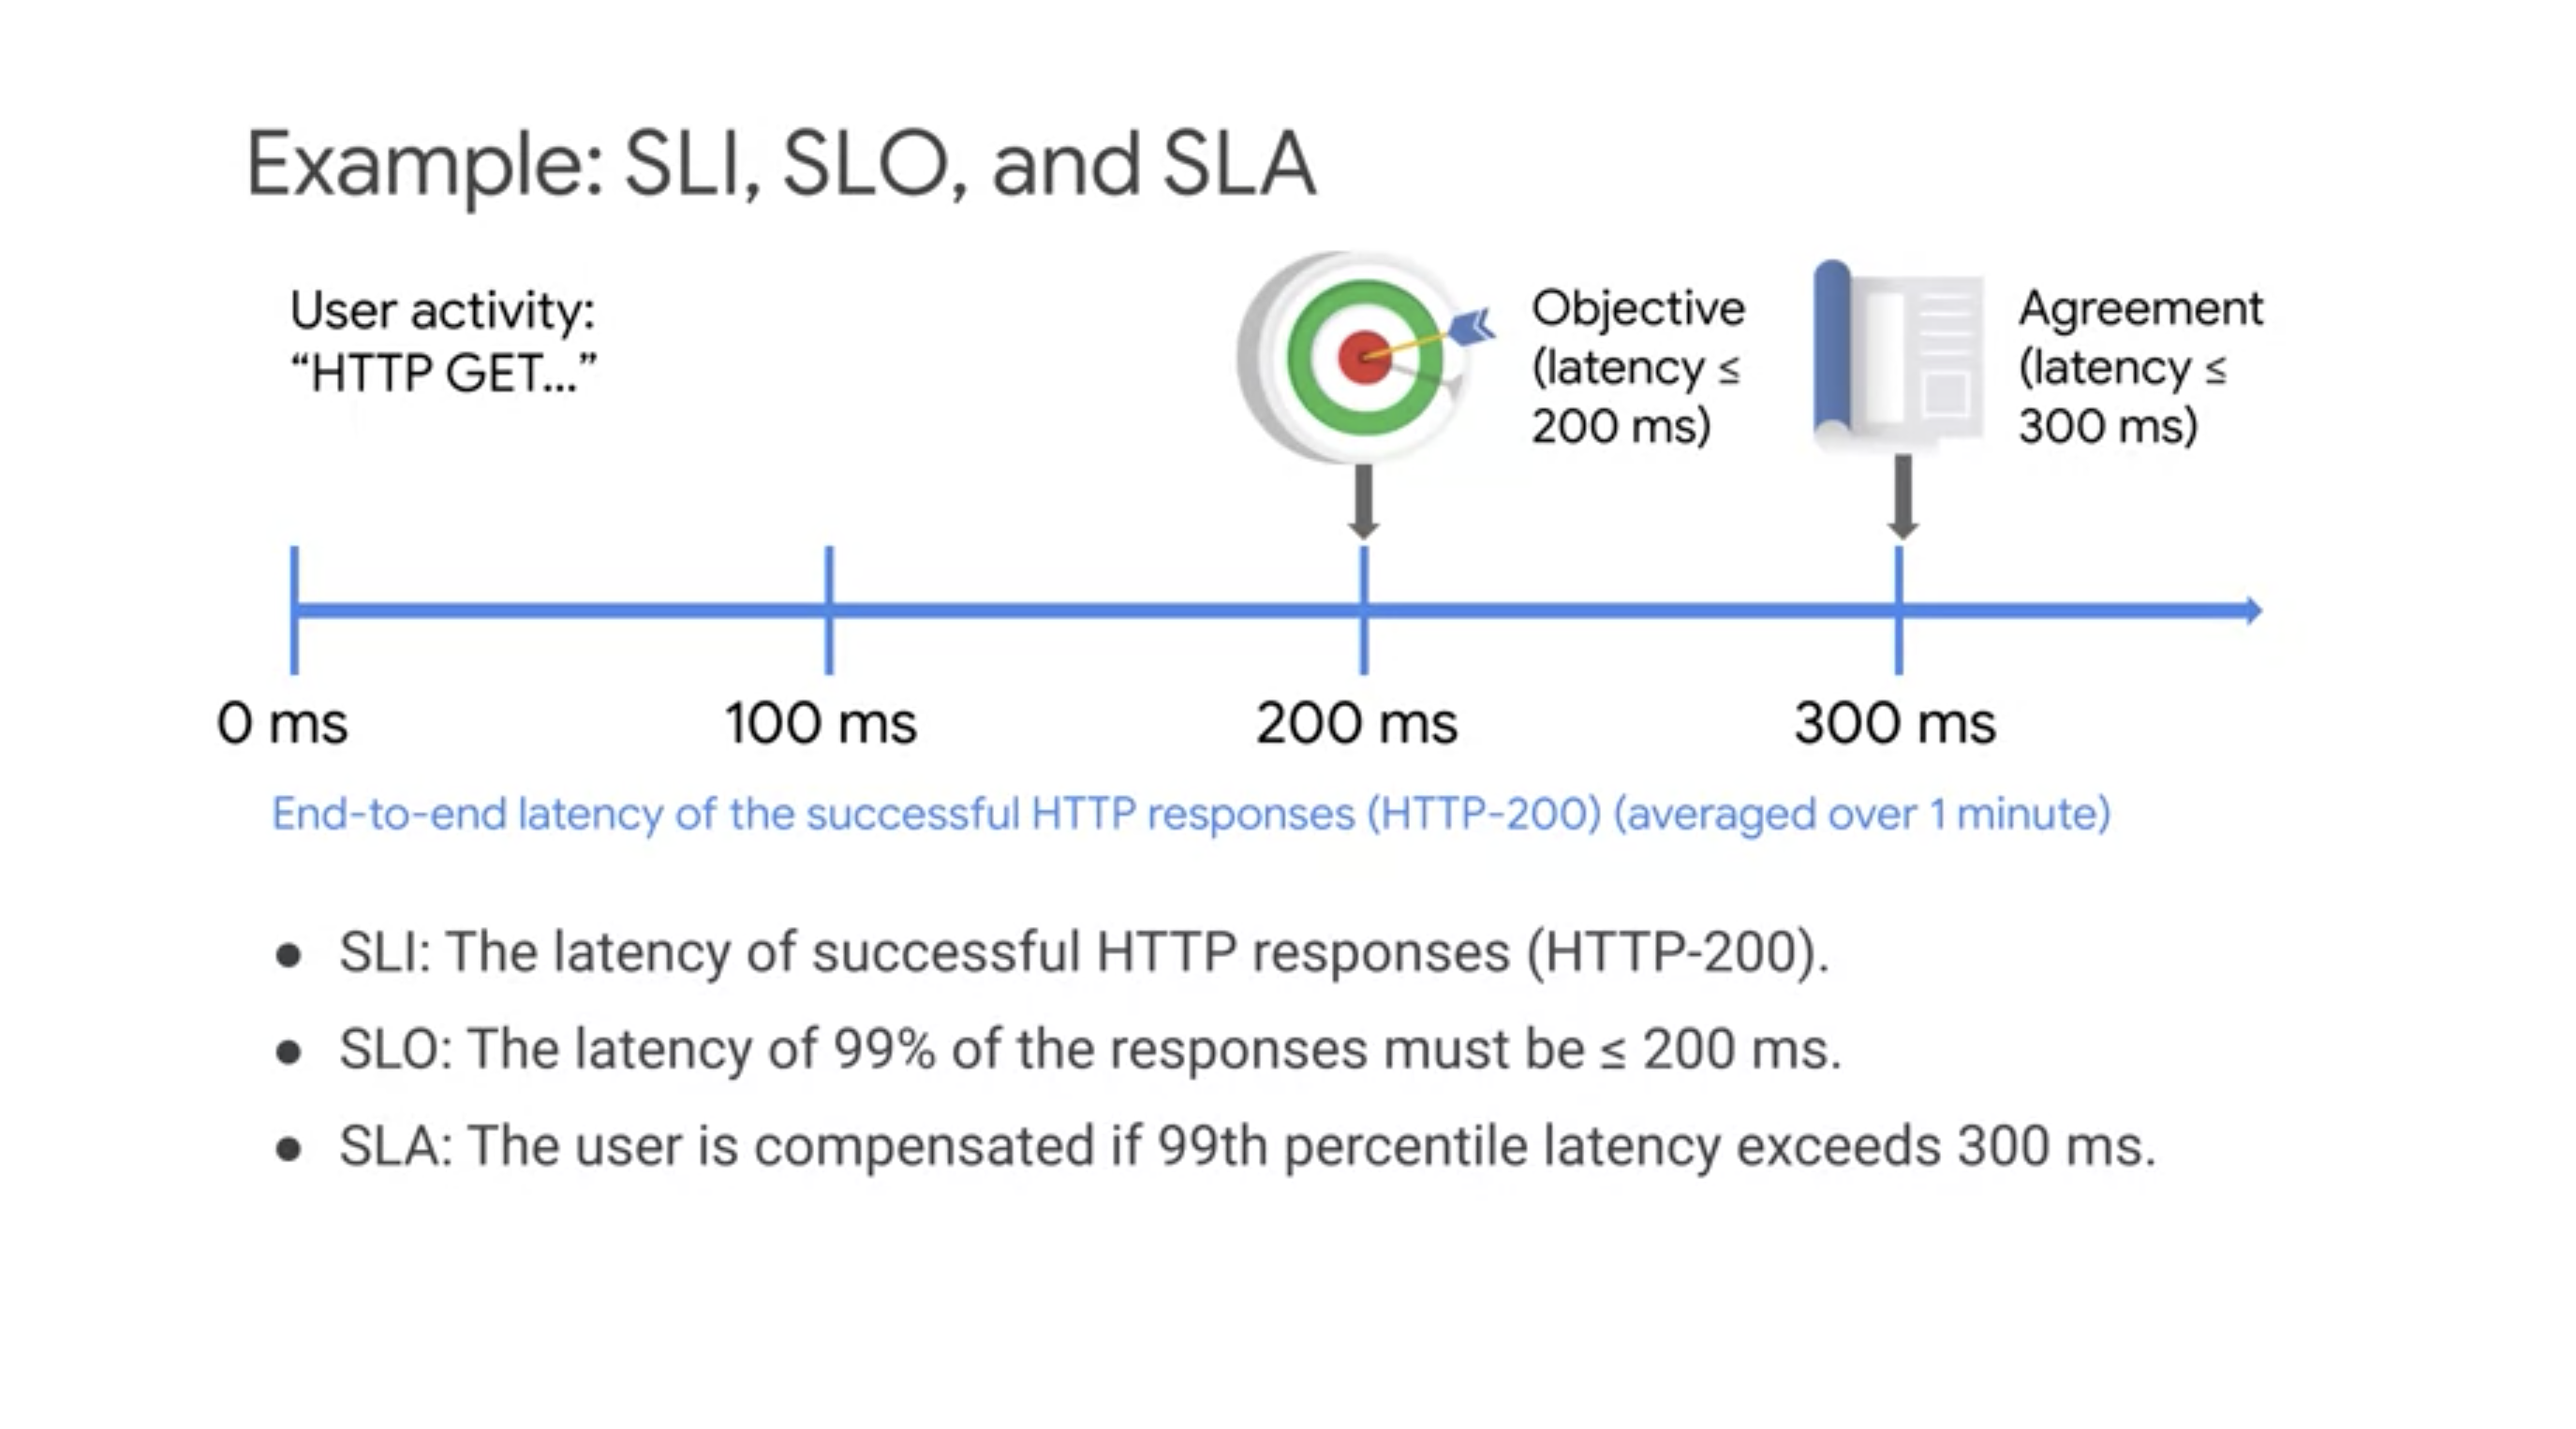 Example: SLI, SLO, and SLA
User activity:
“HTTP GET...”
Objective
(latency ≤
200 ms)
Agreement
(latency ≤
300 ms)
0 ms
100 ms
200 ms
300 ms
End-to-end latency of the successful HTTP responses (HTTP-200) (averaged over 1 minute)
● SLI: The latency of successful HTTP responses (HTTP-200).
● SLO: The latency of 99% of the responses must be ≤ 200 ms.
● SLA: The user is compensated if 99th percentile latency exceeds 300 ms.